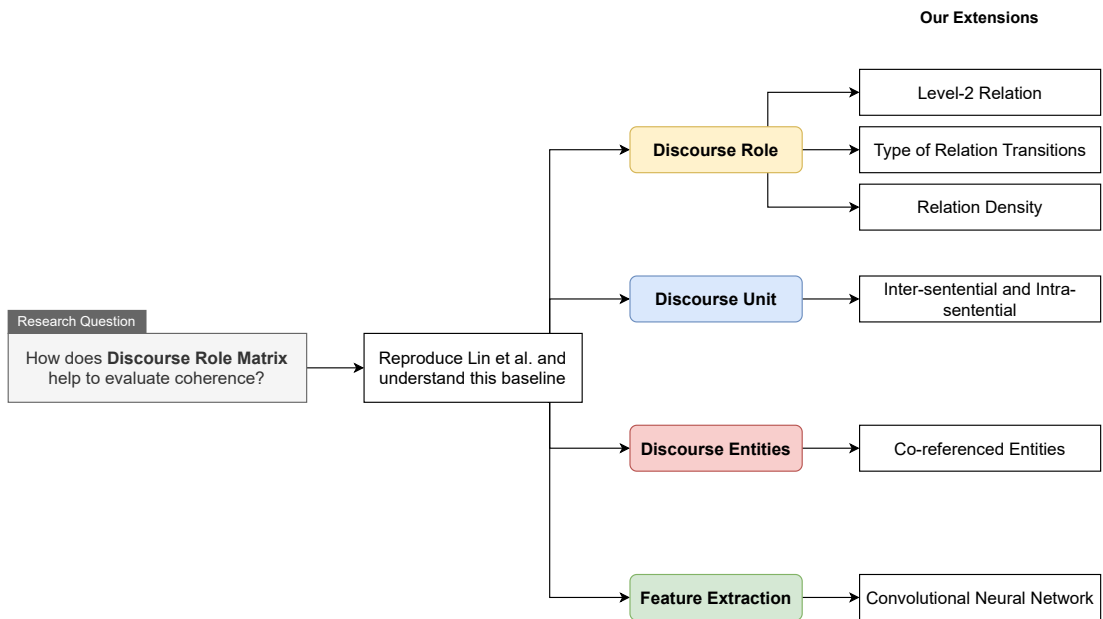 Our Extensions
Level-2 Relation
Discourse Role
Type of Relation Transitions
Relation Density
Discourse Unit
Inter-sentential and Intra-
sentential
Research Question
How does Discourse Role Matrix
help to evaluate coherence?
Reproduce Lin et al. and
understand this baseline
Discourse Entities
Co-referenced Entities
Feature Extraction
Convolutional Neural Network